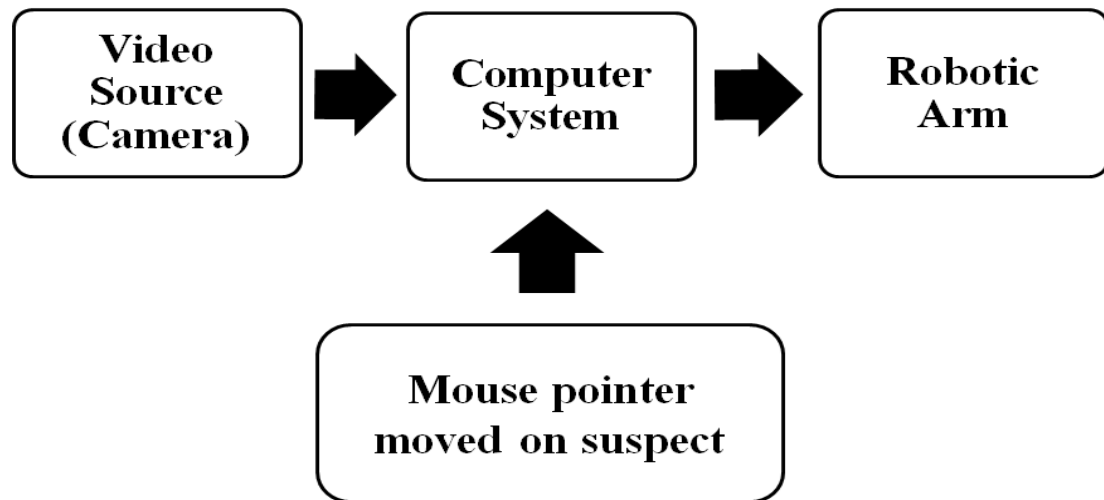 Video
Source
(Camera)
Computer
System
Robotic
Arm
Mouse pointer
moved on suspect